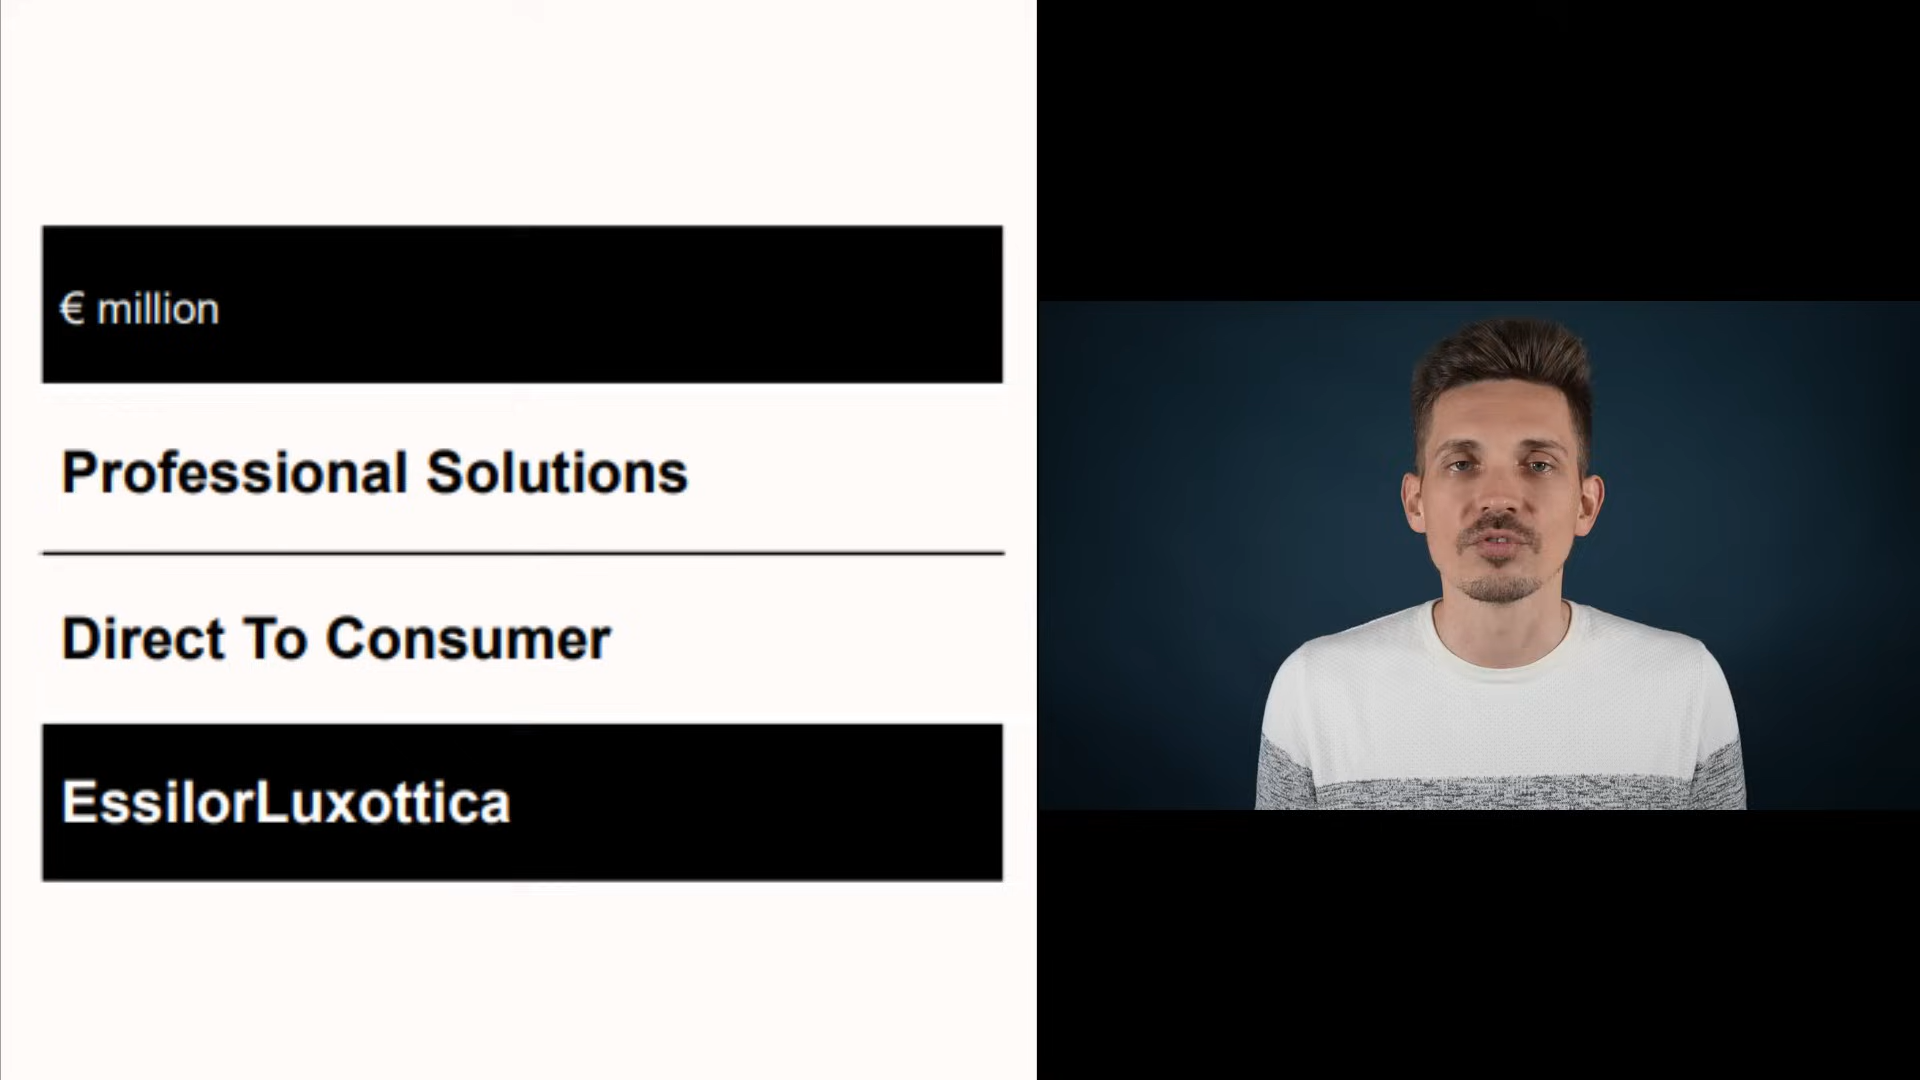 € million
Professional Solutions
Direct To Consumer
EssilorLuxottica